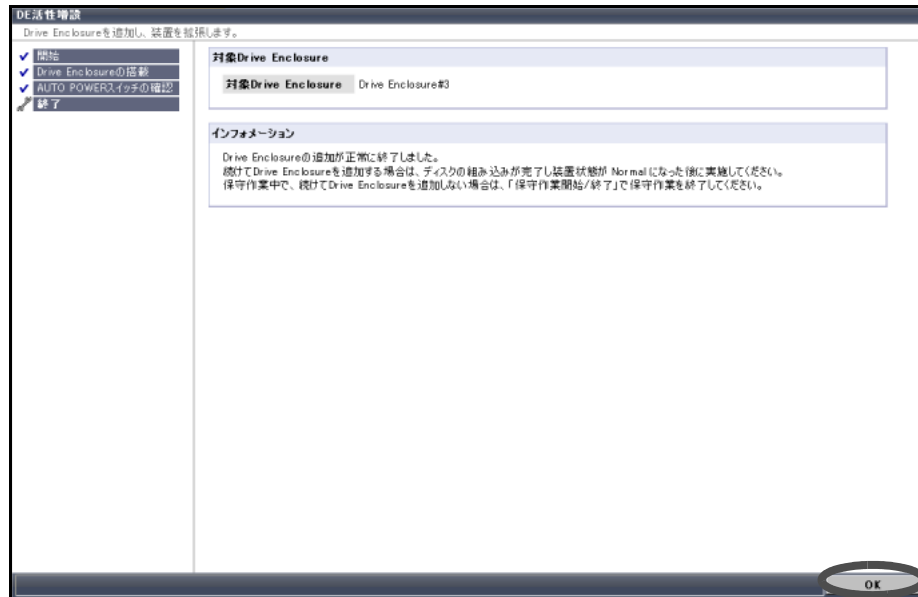 DE活性増設
Drive Enclosureを追加し、装置を拡張します。
開始
Drive Enclosureの搭載
AUTO POWERスイッチの確認
終了
対象Drive Enclosure
対象Drive Enclosure Drive Enclosure#3
インフォメーション
Drive Enclosureの追加が正常に終了しました。
続けてDrive Enclosureを追加する場合は、ディスクの組み込みが完了し装置状態が Normalになった後に実施してください。
保守作業中で、続けてDrive Enclosureを追加しない場合は、「保守作業開始/終了」で保守作業を終了してください。
OK